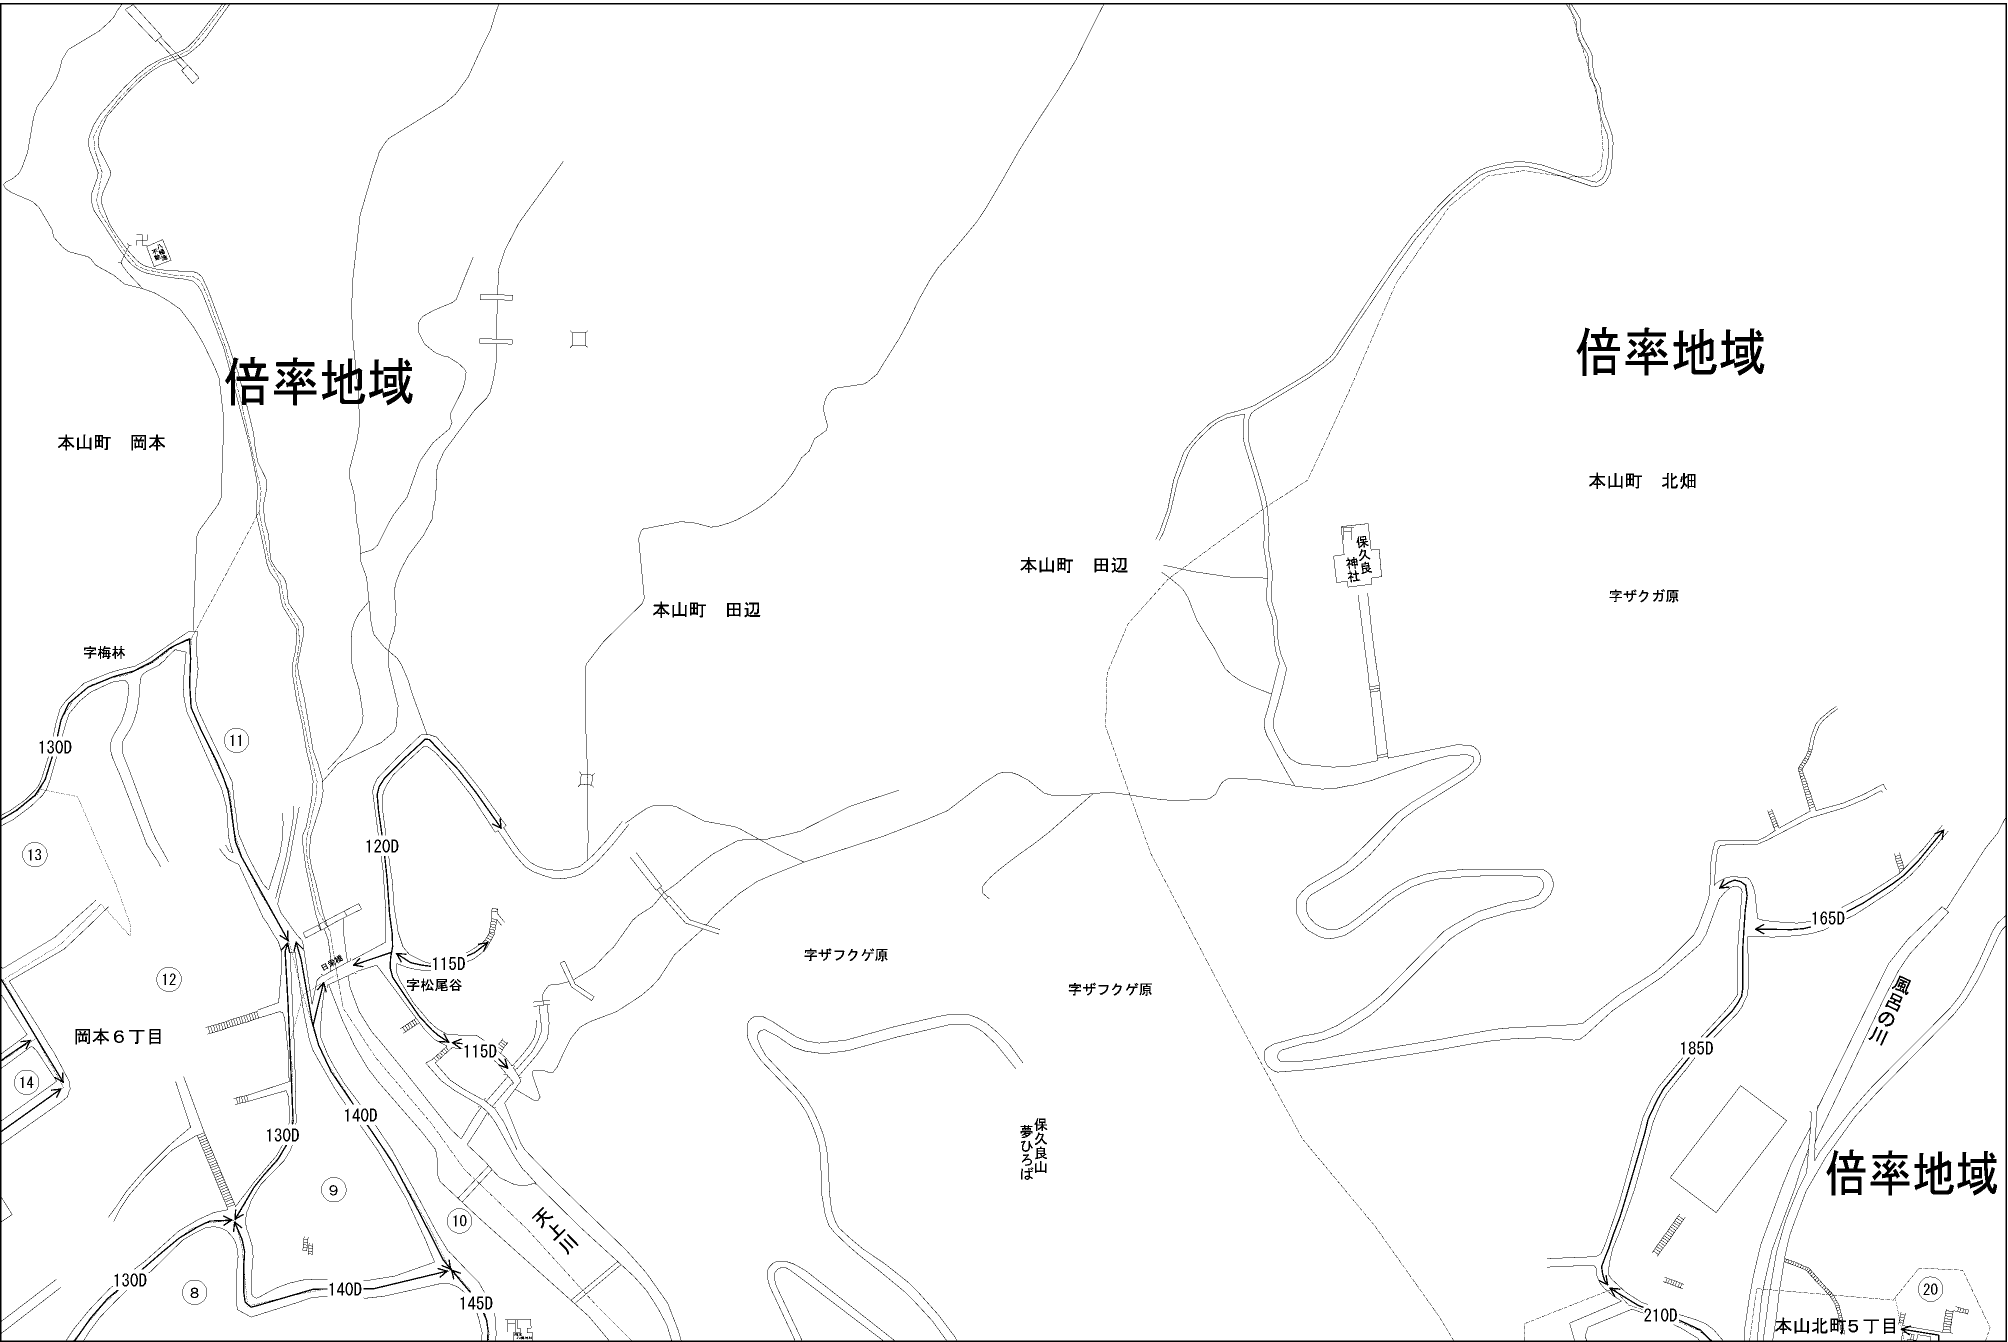 倍率地域
倍率地域
本山町　岡本
本山町　北畑
本山町　田辺
本山町　田辺
保久良
神社
字ザクガ原
字梅林
130D
11
13
120D
165D
115D
字松尾谷
字ザフクゲ原
字ザフクゲ原
12
岡本６丁目
風呂の川
115D
185D
14
140D
130D
保久良山
夢ひろば
倍率地域
9
10
天上川
130D
8
140D
145D
20
210D
本山北町５丁目